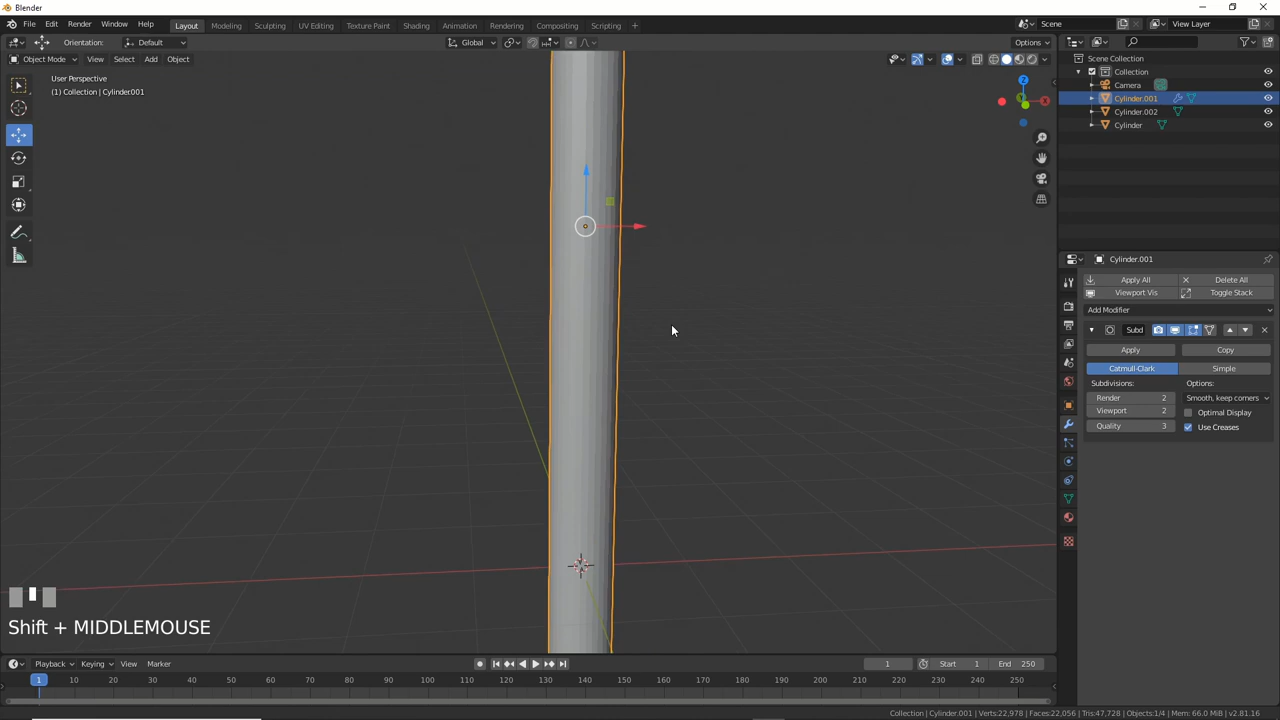 Blender
File Edit Render Window Help Layout Modeling Sculpting UV Editing Texture Paint Shading Animation Rendering Compositing Scripting + Scene View Layer
Orientation: Default Global Options
Object Mode View Select Add Object
User Perspective
(1) Collection | Cylinder001
Scene Collection
Collection
Camera
Cylinder.001
Cylinder.002
Cylinder
Z
X
Y
Cylinder.001
Apply All Delete All
Viewport Vis Toggle Stack
Add Modifier
Subd
Apply Copy
Catmull-Clark Simple
Subdivisions: Options:
Render 2 Smooth, keep corners
Viewport 2 Optimal Display
Quality 3 Use Creases
Shift + MIDDLEMOUSE
Playback Keying View Marker 1 Start 1 End 250
1 10 20 30 40 50 60 70 80 90 100 110 120 130 140 150 160 170 180 190 200 210 220 230 240 250
Collection | Cylinder.001 | Verts:22,978 | Faces:22,056 | Tris:47,728 | Objects:1/4 | Mem: 66.0 MiB | v2.81.16